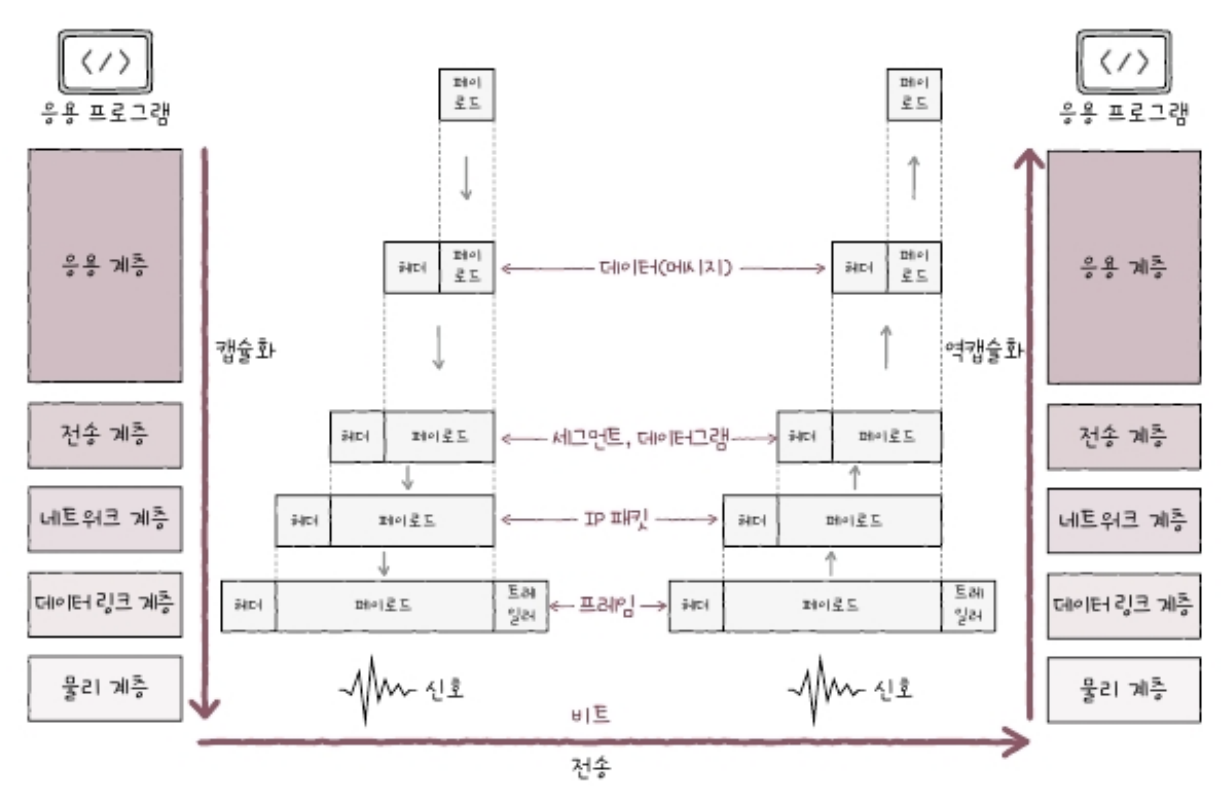 응용 프로그램
응용 프로그램
페이
로드
페이
로드
응용 계층
헤더
페이
로드
데이터(메시지)
헤더
페이
로드
응용 계층
캡슐화
역캡슐화
전송 계층
헤더
페이로드
세그먼트, 데이터그램
헤더
페이로드
전송 계층
네트워크 계층
헤더
페이로드
IP 패킷
헤더
페이로드
네트워크 계층
데이터 링크 계층
헤더
페이로드
트레
일러
프레임
헤더
페이로드
트레
일러
데이터 링크 계층
물리 계층
신호
신호
물리 계층
비트
전송